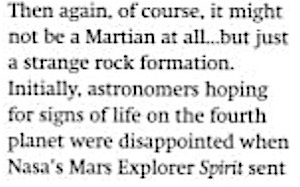 Then again, of course, it might
not be a Martian at all...but just
a strange rock formation.
Initially, astronomers hoping
for signs of life on the fourth
planet were disappointed when
Nasa's Mars Explorer Spirit sent